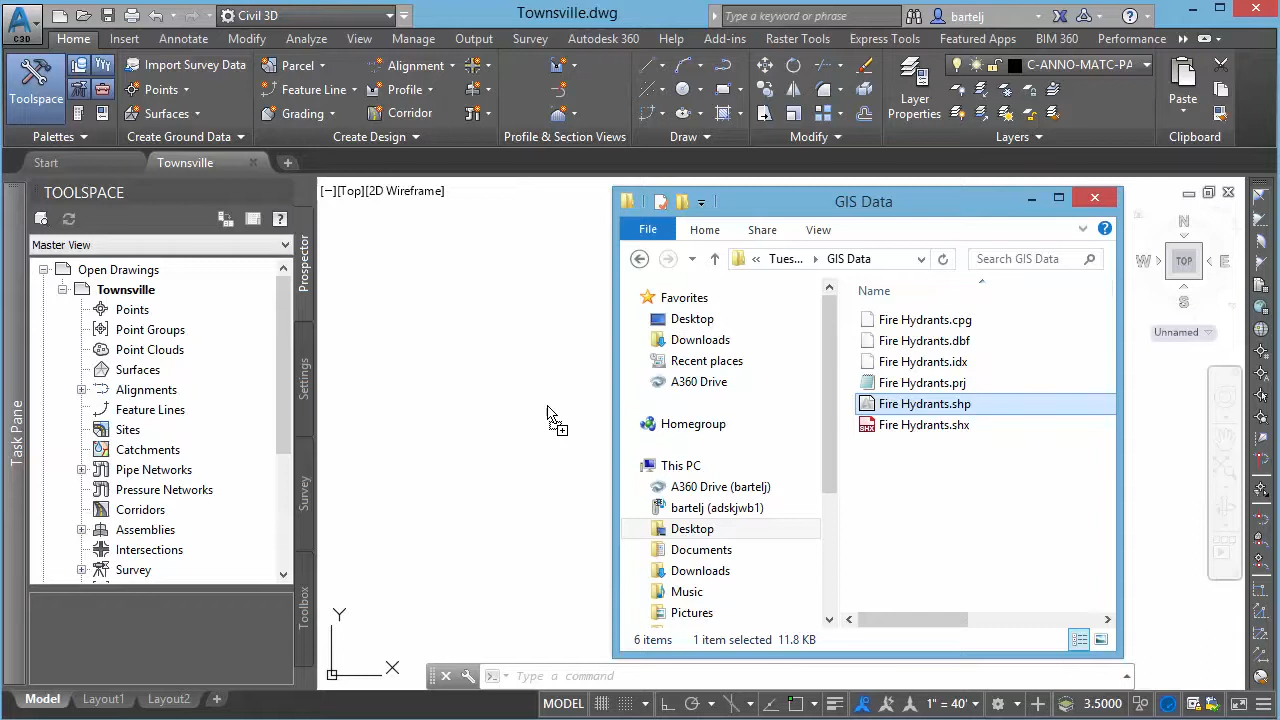 A C3D Civil 3D Townsville.dwg Type a keyword or phrase bartelj
Home Insert Annotate Modify Analyze View Manage Output Survey Autodesk 360 Help Add-ins Raster Tools Express Tools Featured Apps BIM 360 Performance
Toolspace
Import Survey Data
Points
Surfaces
Parcel
Feature Line
Grading
Alignment
Profile
Corridor
Layer Properties
C-ANNO-MATC-PA
Paste
Palettes Create Ground Data Create Design Profile & Section Views Draw Modify Layers Clipboard
Start Townsville
TOOLSPACE
Master View
Open Drawings
Townsville
Points
Point Groups
Point Clouds
Surfaces
Alignments
Feature Lines
Sites
Catchments
Pipe Networks
Pressure Networks
Corridors
Assemblies
Intersections
Survey
Task Pane
Prospector
Settings
Survey
Toolbox
[−][Top][2D Wireframe]
GIS Data
File Home Share View
« Tues... GIS Data Search GIS Data
Favorites
Desktop
Downloads
Recent places
A360 Drive
Homegroup
This PC
A360 Drive (bartelj)
bartelj (adskjwb1)
Desktop
Documents
Downloads
Music
Pictures
Name
Fire Hydrants.cpg
Fire Hydrants.dbf
Fire Hydrants.idx
Fire Hydrants.prj
Fire Hydrants.shp
Fire Hydrants.shx
6 items 1 item selected 11.8 KB
N
W TOP E
S
Unnamed
Y
X
Type a command
Model Layout1 Layout2
MODEL 1" = 40' 3.5000